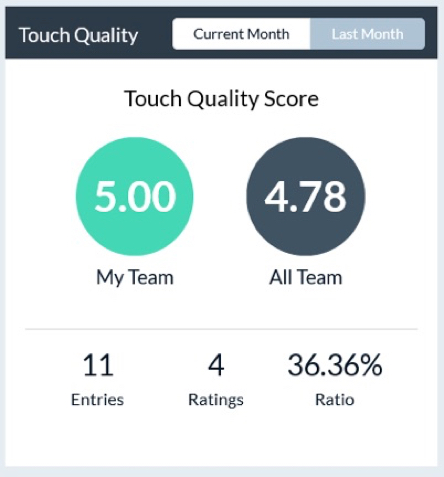 Touch Quality Current Month Last Month
Touch Quality Score
5.00 4.78
My Team All Team
11 4 36.36%
Entries Ratings Ratio